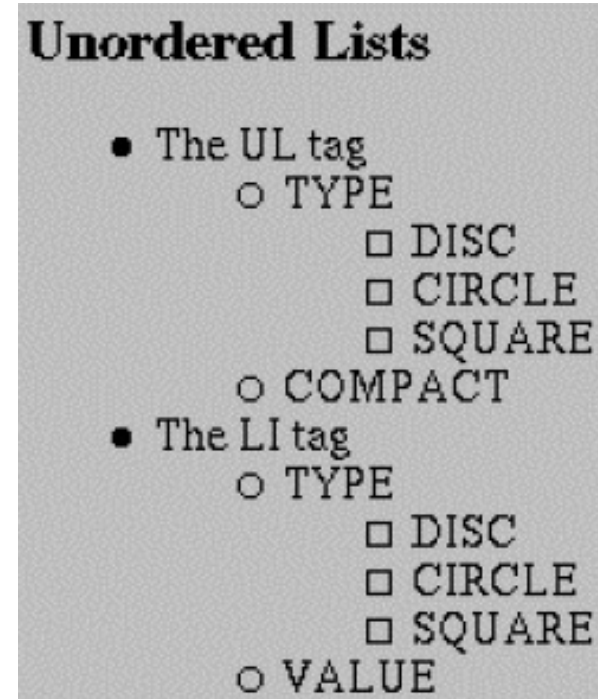 Unordered Lists
• The UL tag
○ TYPE
□ DISC
□ CIRCLE
□ SQUARE
○ COMPACT
• The LI tag
○ TYPE
□ DISC
□ CIRCLE
□ SQUARE
○ VALUE